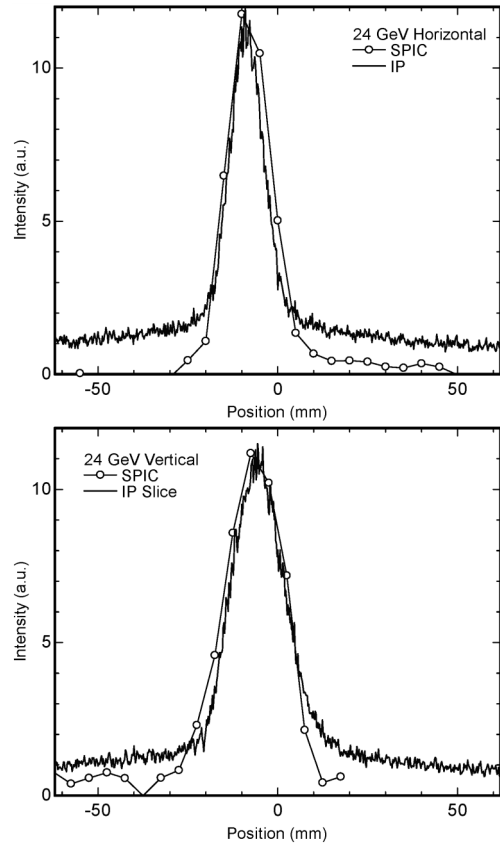 24 GeV Horizontal
SPIC
IP
10
5
0
Intensity (a.u.)
-50 0 50
Position (mm)
24 GeV Vertical
SPIC
IP Slice
10
5
0
Intensity (a.u.)
-50 0 50
Position (mm)